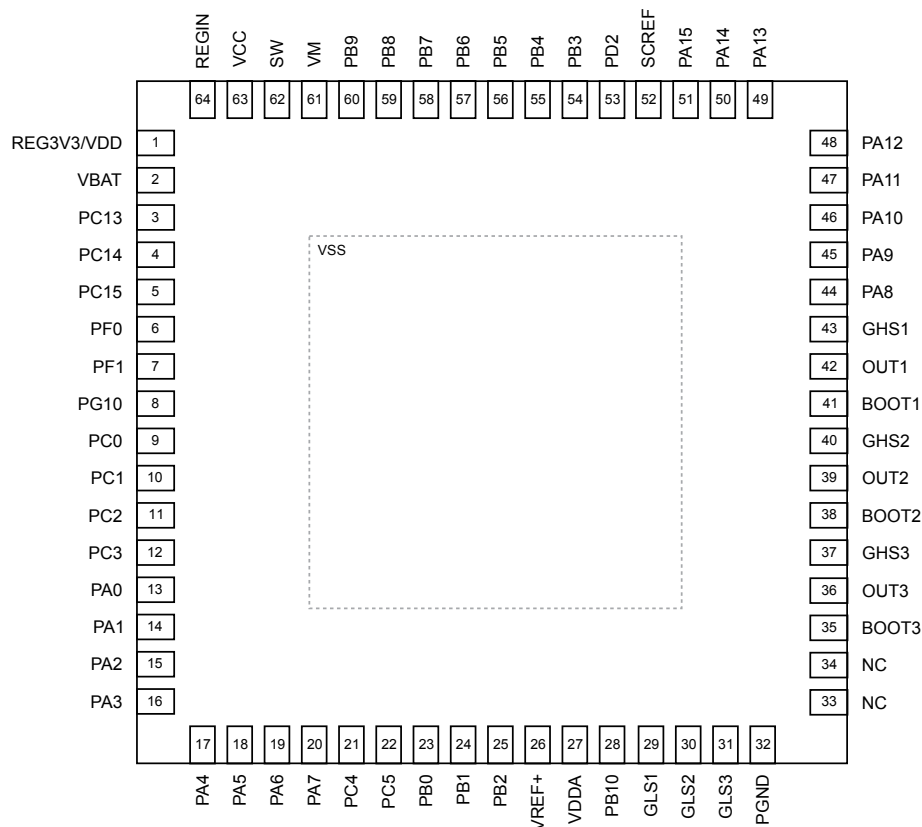 REGIN VCC SW VM PB9 PB8 PB7 PB6 PB5 PB4 PB3 PD2 SCREF PA15 PA14 PA13
64 63 62 61 60 59 58 57 56 55 54 53 52 51 50 49
REG3V3/VDD 1 48 PA12
VBAT 2 47 PA11
PC13 3 46 PA10
VSS
PC14 4 45 PA9
PC15 5 44 PA8
PF0 6 43 GHS1
PF1 7 42 OUT1
PG10 8 41 BOOT1
PC0 9 40 GHS2
PC1 10 39 OUT2
PC2 11 38 BOOT2
PC3 12 37 GHS3
PA0 13 36 OUT3
PA1 14 35 BOOT3
PA2 15 34 NC
PA3 16 33 NC
17 18 19 20 21 22 23 24 25 26 27 28 29 30 31 32
PA4 PA5 PA6 PA7 PC4 PC5 PB0 PB1 PB2 VREF+ VDDA PB10 GLS1 GLS2 GLS3 PGND